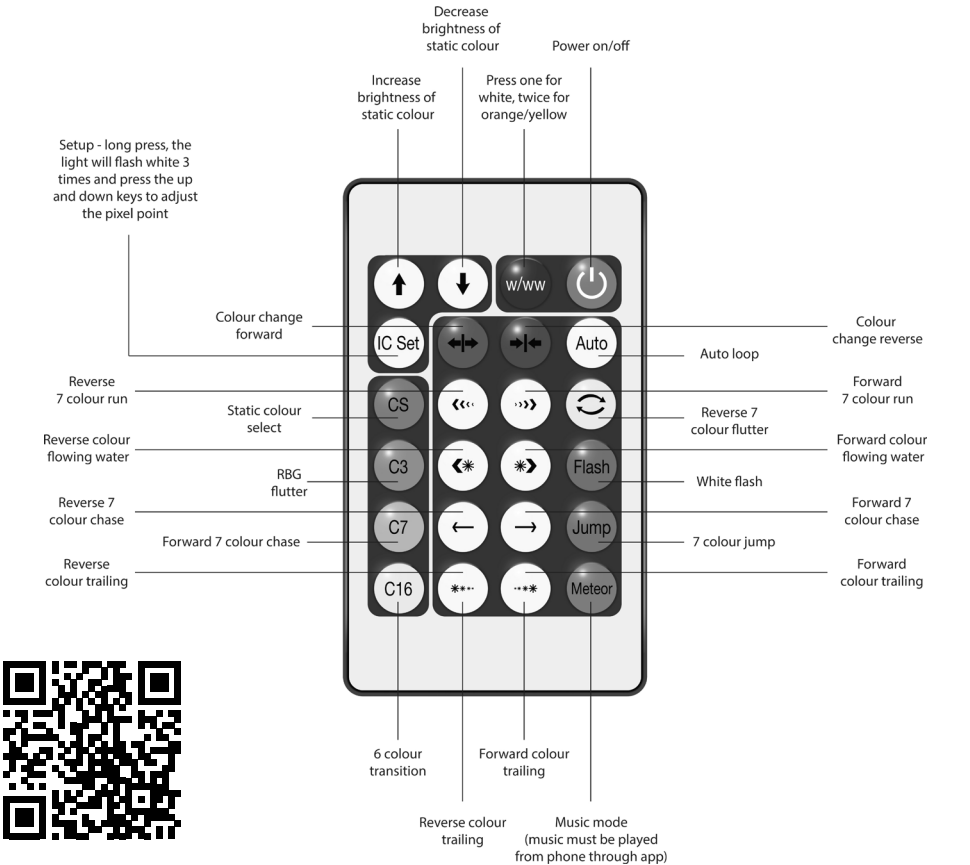 Decrease
brightness of
static colour
Power on/off
Increase
brightness of
static colour
Press one for
white, twice for
orange/yellow
Setup - long press, the
light will flash white 3
times and press the up
and down keys to adjust
the pixel point
w/ww
Colour change
forward
IC Set
Auto
Colour
change reverse
Auto loop
Reverse
7 colour run
Static colour
select
CS
Forward
7 colour run
Reverse 7
colour flutter
Reverse colour
flowing water
RBG
flutter
C3
Flash
Forward colour
flowing water
White flash
Reverse 7
colour chase
Forward 7 colour chase
C7
Jump
Forward 7
colour chase
7 colour jump
Reverse
colour trailing
C16
Meteor
Forward
colour trailing
6 colour
transition
Forward colour
trailing
Reverse colour
trailing
Music mode
(music must be played
from phone through app)